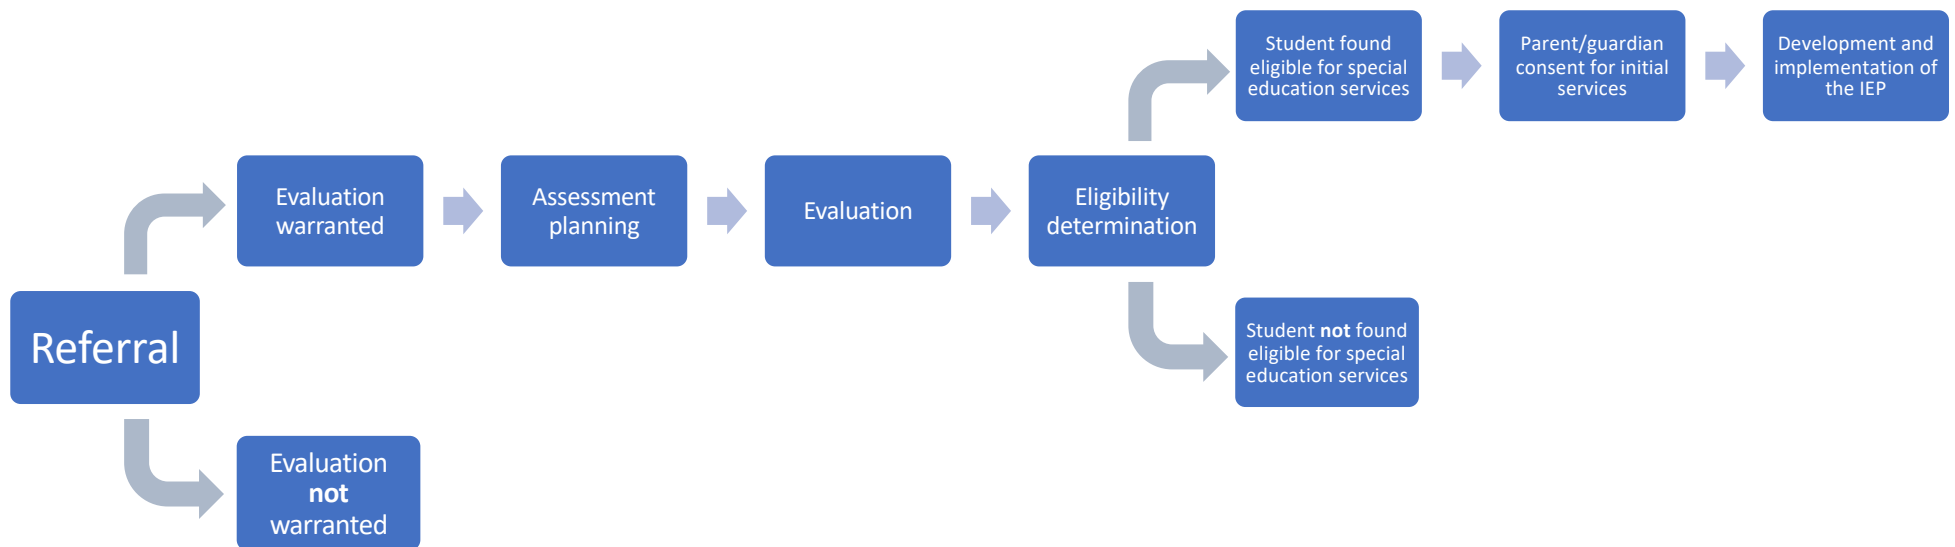 Referral
Evaluation
warranted
Assessment
planning
Evaluation
Eligibility
determination
Student found
eligible for special
education services
Parent/guardian
consent for initial
services
Development and
implementation of
the IEP
Student not found
eligible for special
education services
Evaluation
not
warranted